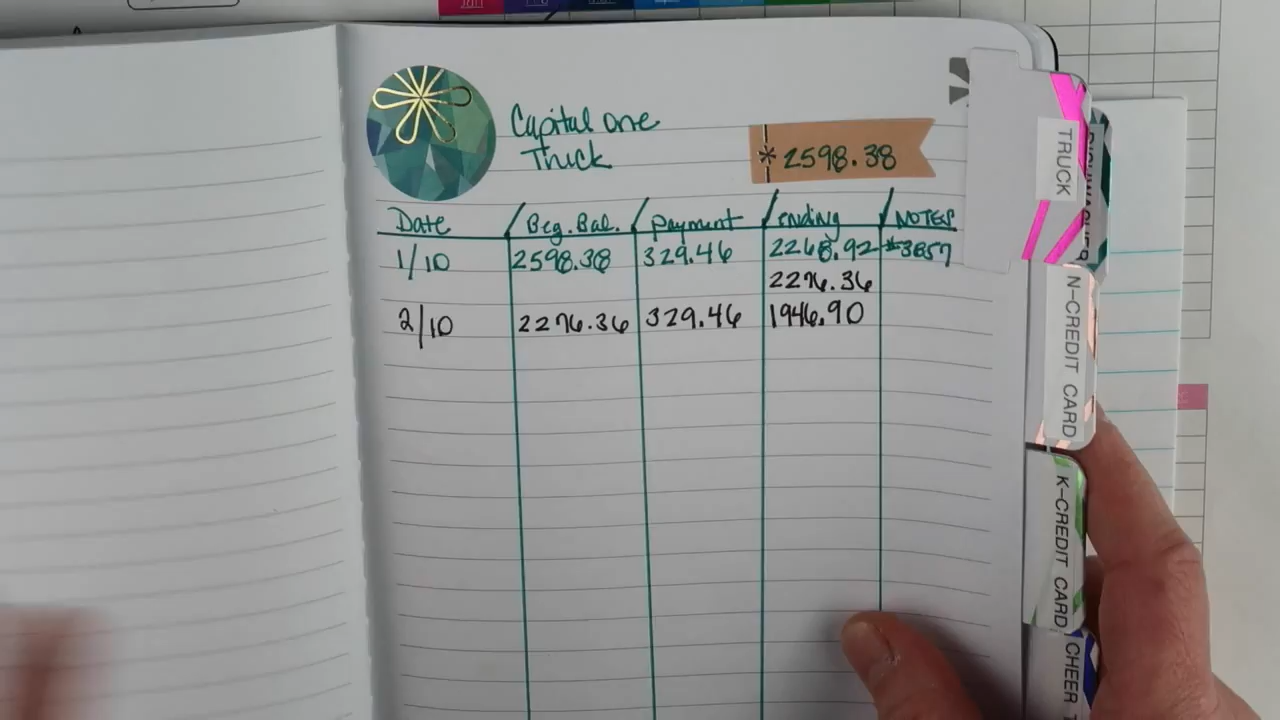 Capital One
Truck
* 2598.38
Date / Beg. Bal. / Payment / Ending / NOTES
1/10 2598.38 329.46 2268.92 #3857
2276.36
2/10 2276.36 329.46 1946.90
TRUCK
N-CREDIT CARD
K-CREDIT CARD
CHEER